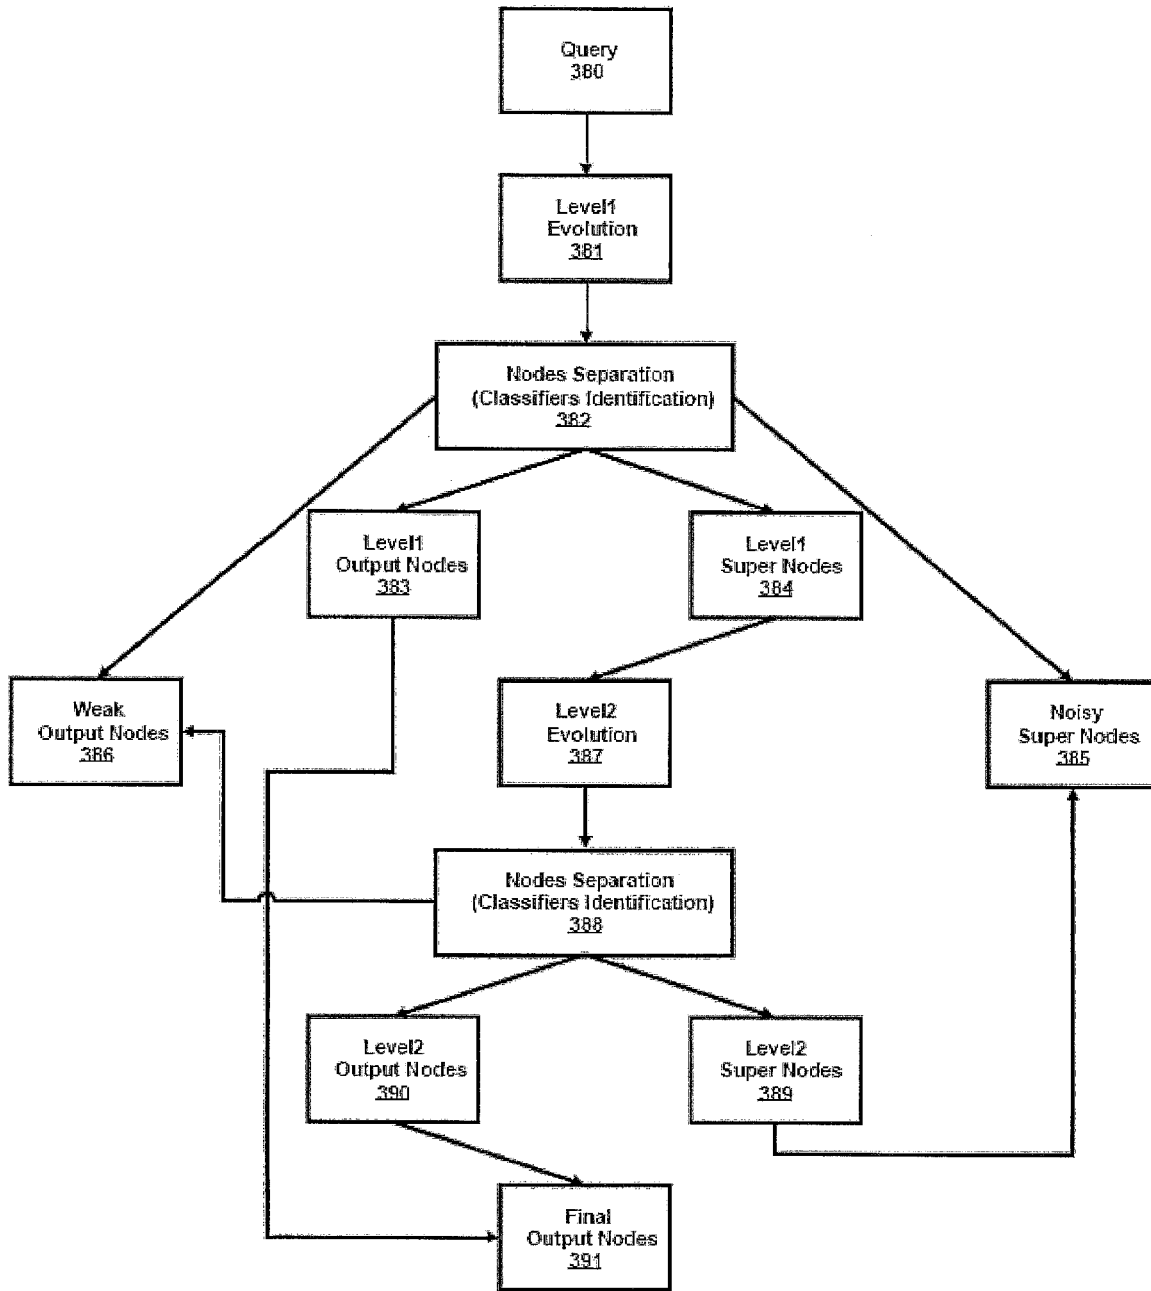 Query
380
Level1
Evolution
381
Nodes Separation
(Classifiers Identification)
382
Level1
Output Nodes
383
Level1
Super Nodes
384
Weak
Output Nodes
386
Level2
Evolution
387
Noisy
Super Nodes
385
Nodes Separation
(Classifiers Identification)
388
Level2
Output Nodes
390
Level2
Super Nodes
389
Final
Output Nodes
391